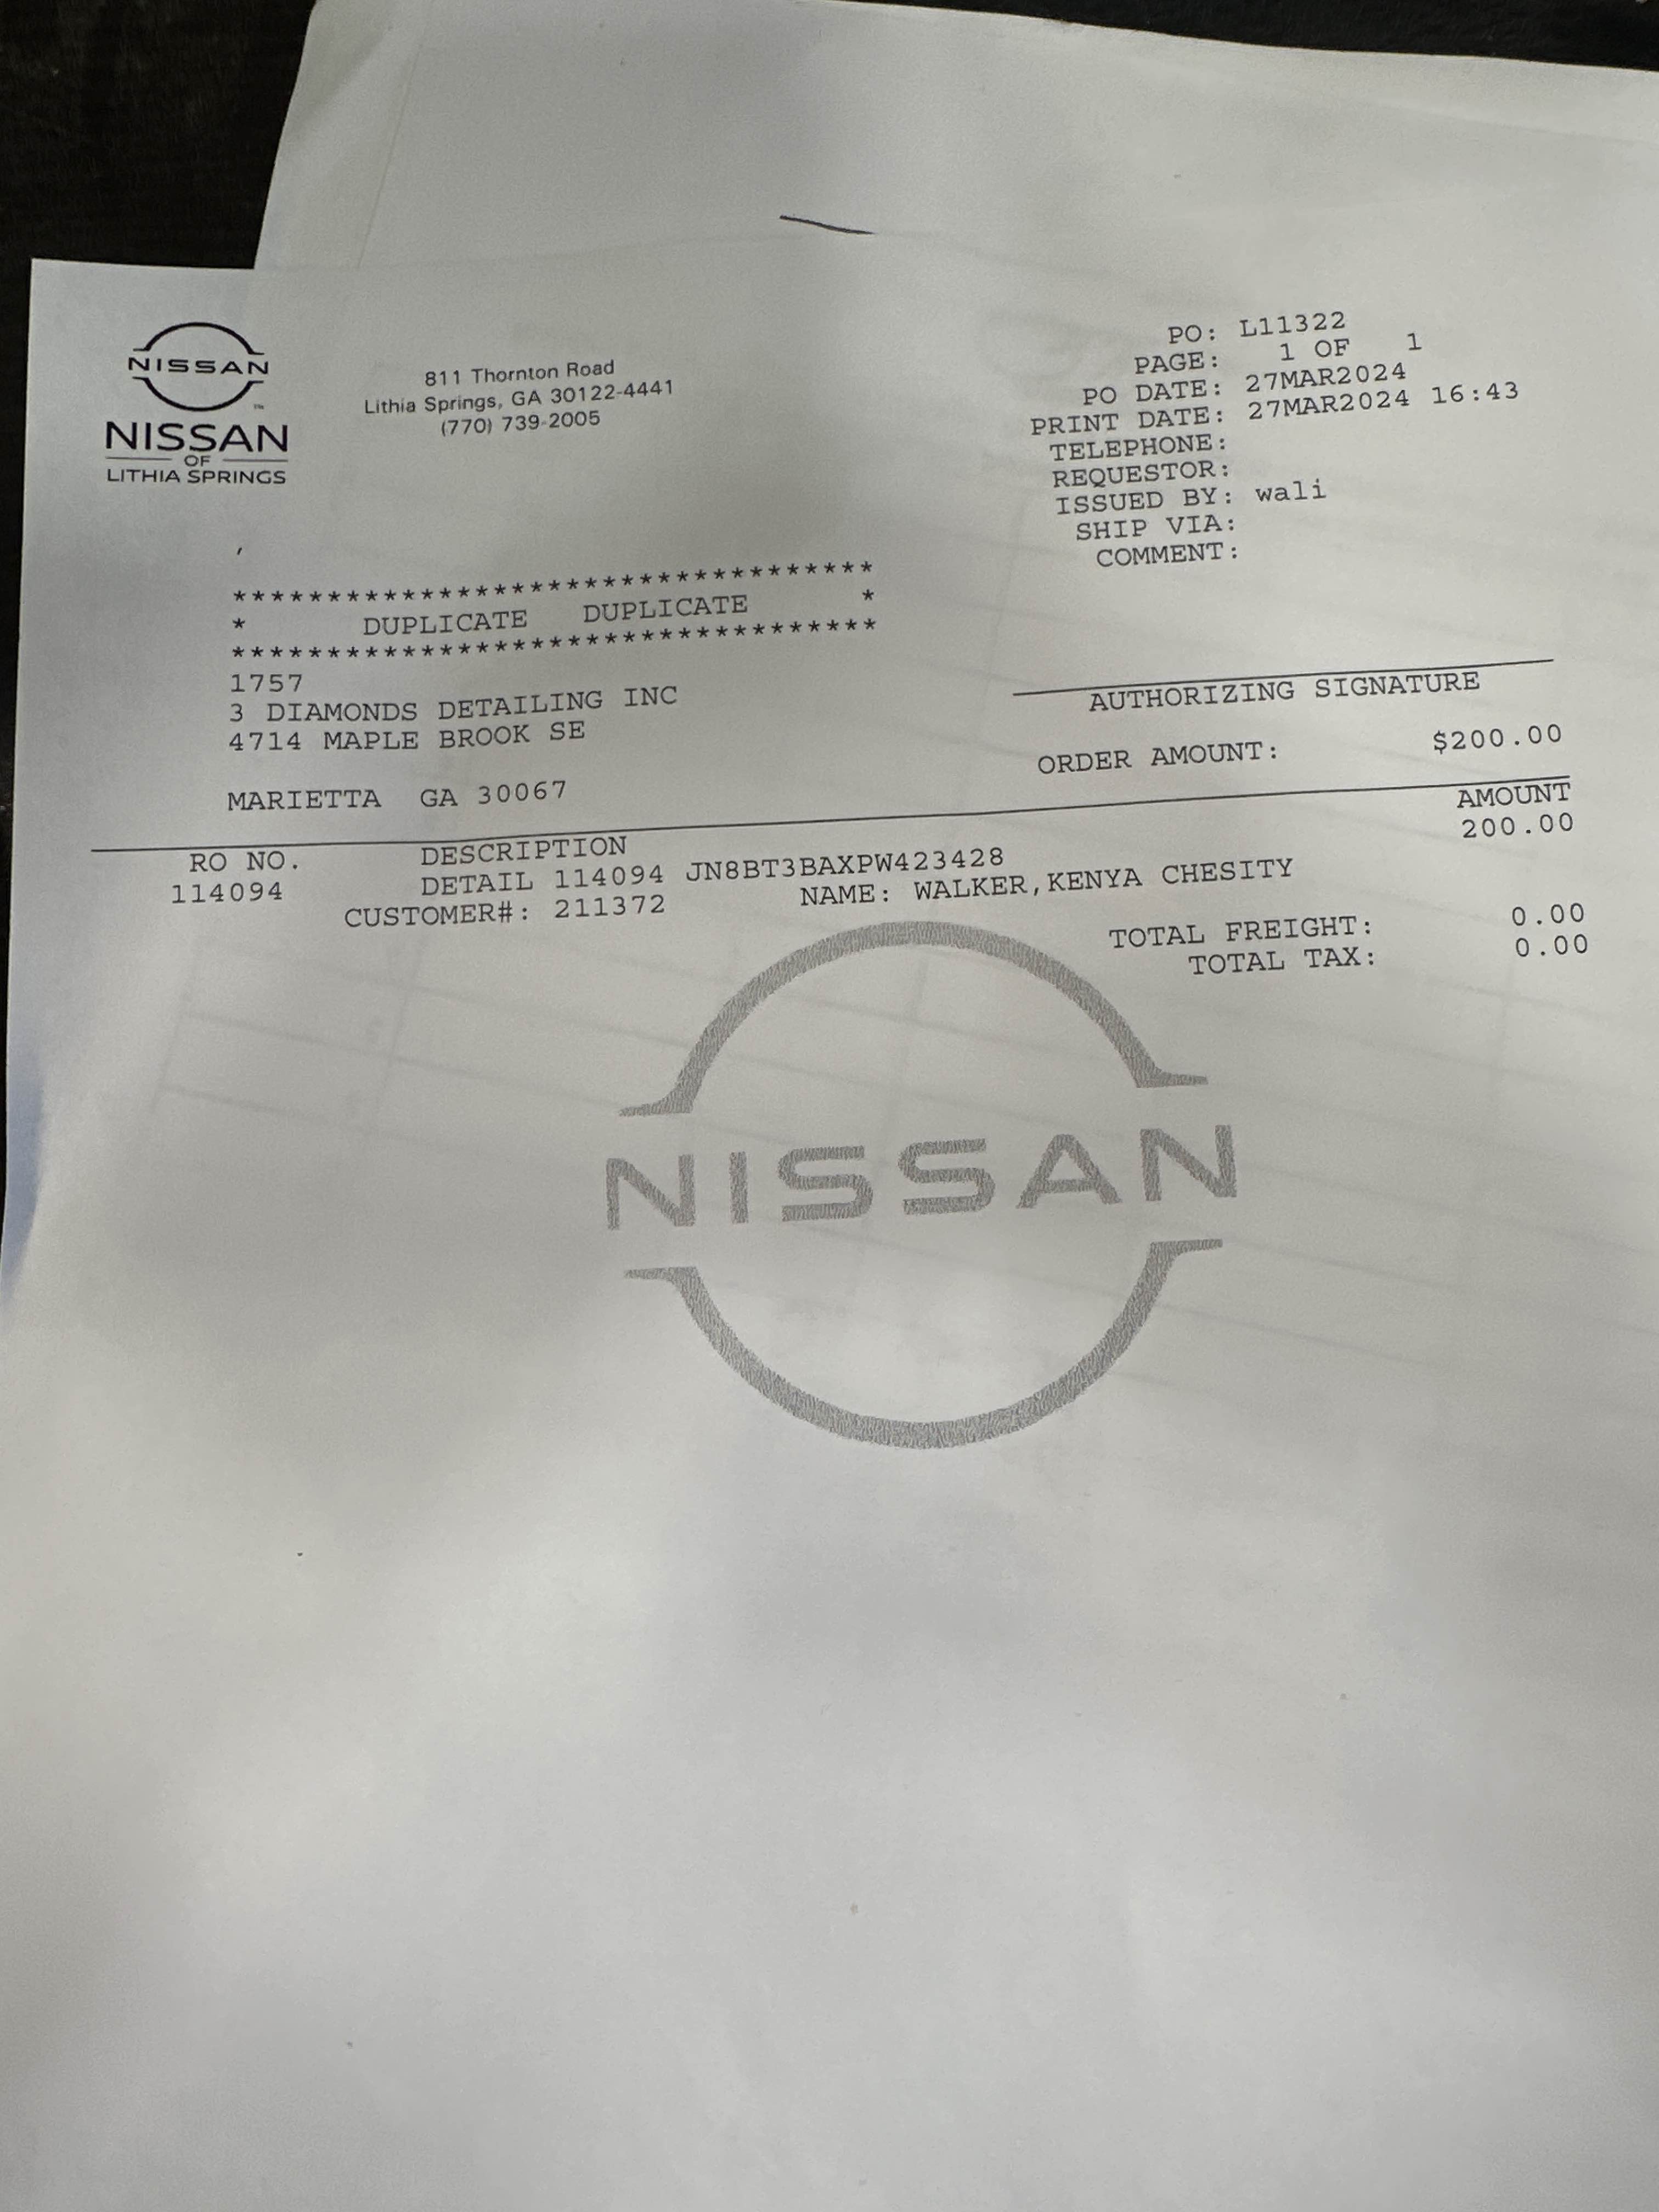 NISSAN
NISSAN
OF
LITHIA SPRINGS
811 Thornton Road
Lithia Springs, GA 30122-4441
(770) 739-2005
PO: L11322
PAGE: 1 OF 1
PO DATE: 27MAR2024
PRINT DATE: 27MAR2024 16:43
TELEPHONE:
REQUESTOR:
ISSUED BY: wali
SHIP VIA:
COMMENT:
**********************************
* DUPLICATE DUPLICATE *
**********************************
1757
3 DIAMONDS DETAILING INC
4714 MAPLE BROOK SE
MARIETTA GA 30067
AUTHORIZING SIGNATURE
ORDER AMOUNT: $200.00
RO NO. DESCRIPTION AMOUNT
114094 DETAIL 114094 JN8BT3BAXPW423428 200.00
CUSTOMER#: 211372 NAME: WALKER,KENYA CHESITY
TOTAL FREIGHT: 0.00
TOTAL TAX: 0.00
NISSAN